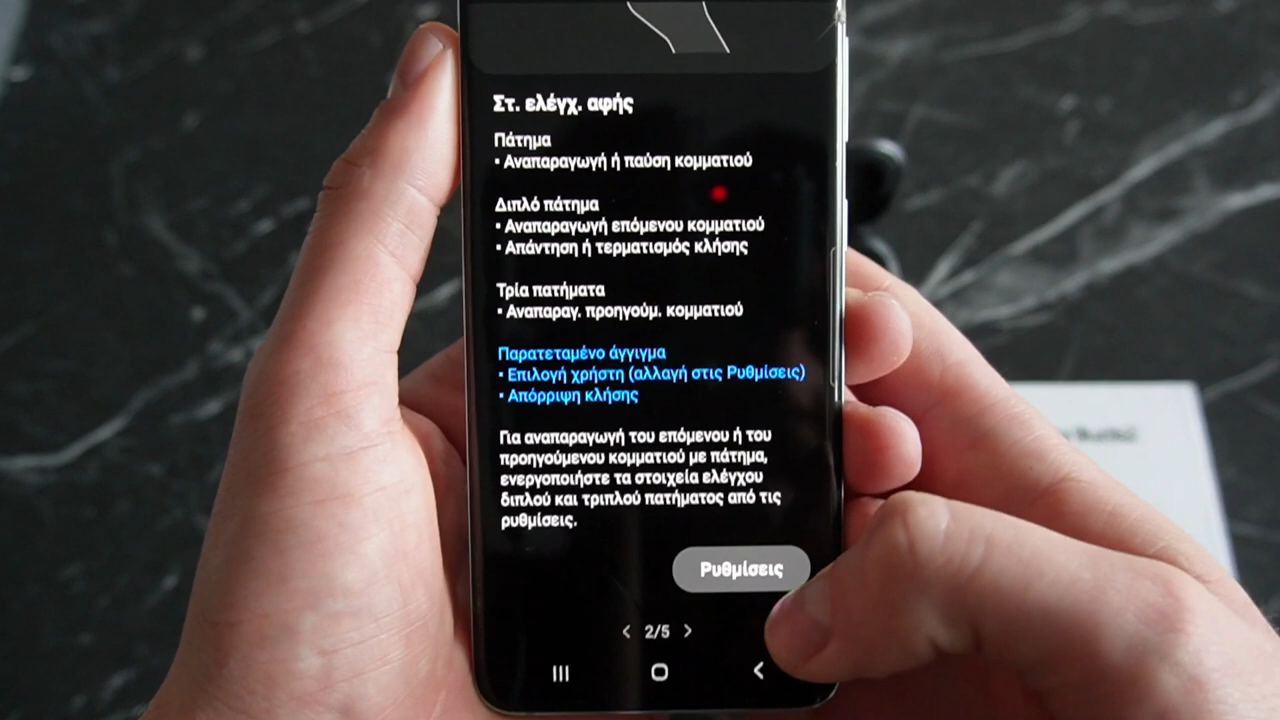 Στ. ελέγχ. αφής
Πάτημα
▪ Αναπαραγωγή ή παύση κομματιού
Διπλό πάτημα
▪ Αναπαραγωγή επόμενου κομματιού
▪ Απάντηση ή τερματισμός κλήσης
Τρία πατήματα
▪ Αναπαραγ. προηγούμ. κομματιού
Παρατεταμένο άγγιγμα
▪ Επιλογή χρήστη (αλλαγή στις Ρυθμίσεις)
▪ Απόρριψη κλήσης
Για αναπαραγωγή του επόμενου ή του
προηγούμενου κομματιού με πάτημα,
ενεργοποιήστε τα στοιχεία ελέγχου
διπλού και τριπλού πατήματος από τις
ρυθμίσεις.
Ρυθμίσεις
< 2/5 >